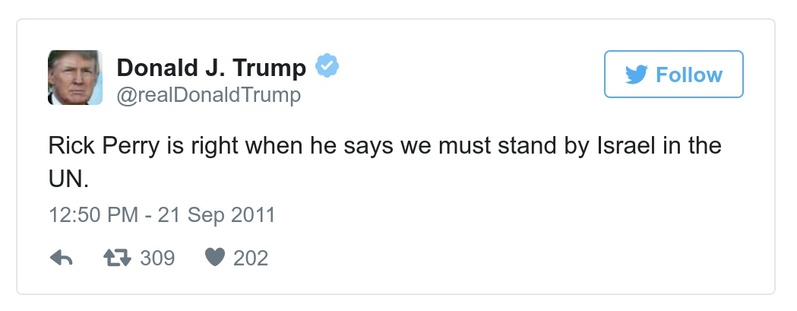 Donald J. Trump
@realDonaldTrump
Follow
Rick Perry is right when he says we must stand by Israel in the
UN.
12:50 PM - 21 Sep 2011
309 202